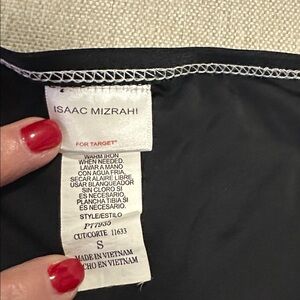 ISAAC MIZRAHI
FOR TARGET
WARM IRON
WHEN NEEDED.
LAVAR A MANO
CON AGUA FRIA,
SECAR AL AIRE LIBRE.
USAR BLANQUEADOR
SIN CLORO SI
ES NECESARIO.
PLANCHA TIBIA SI
ES NECESARIO.
STYLE/ESTILO
P77935
CUT/CORTE 11633
S
MADE IN VIETNAM
HECHO EN VIETNAM